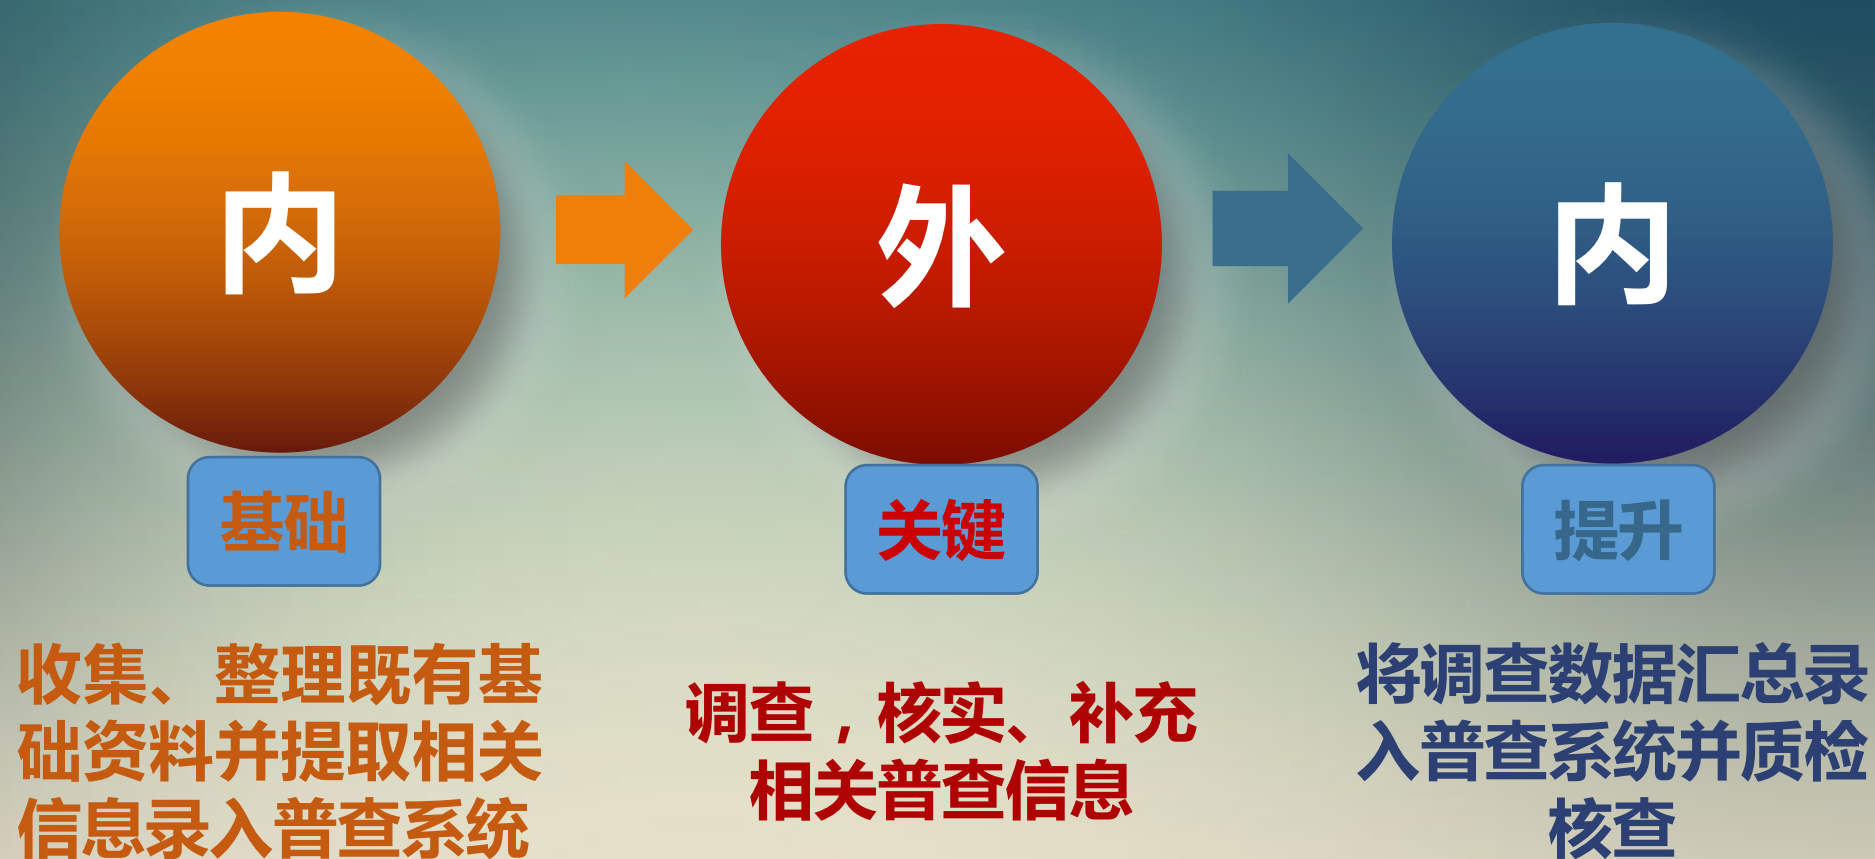 内
外
内
基础
关键
提升
收集、整理既有基
础资料并提取相关
信息录入普查系统
调查，核实、补充
相关普查信息
将调查数据汇总录
入普查系统并质检
核查